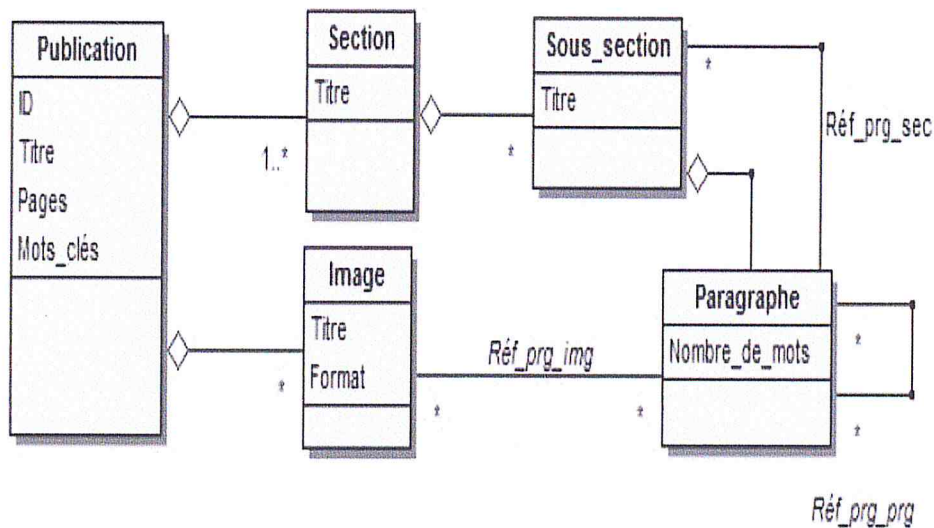 Publication
ID
Titre
Pages
Mots_clés
Section
Titre
1..*
Sous_section
Titre
*
*
Réf_prg_sec
Image
Titre
Format
*
Réf_prg_img
*
*
Paragraphe
Nombre_de_mots
*
*
Réf_prg_prg